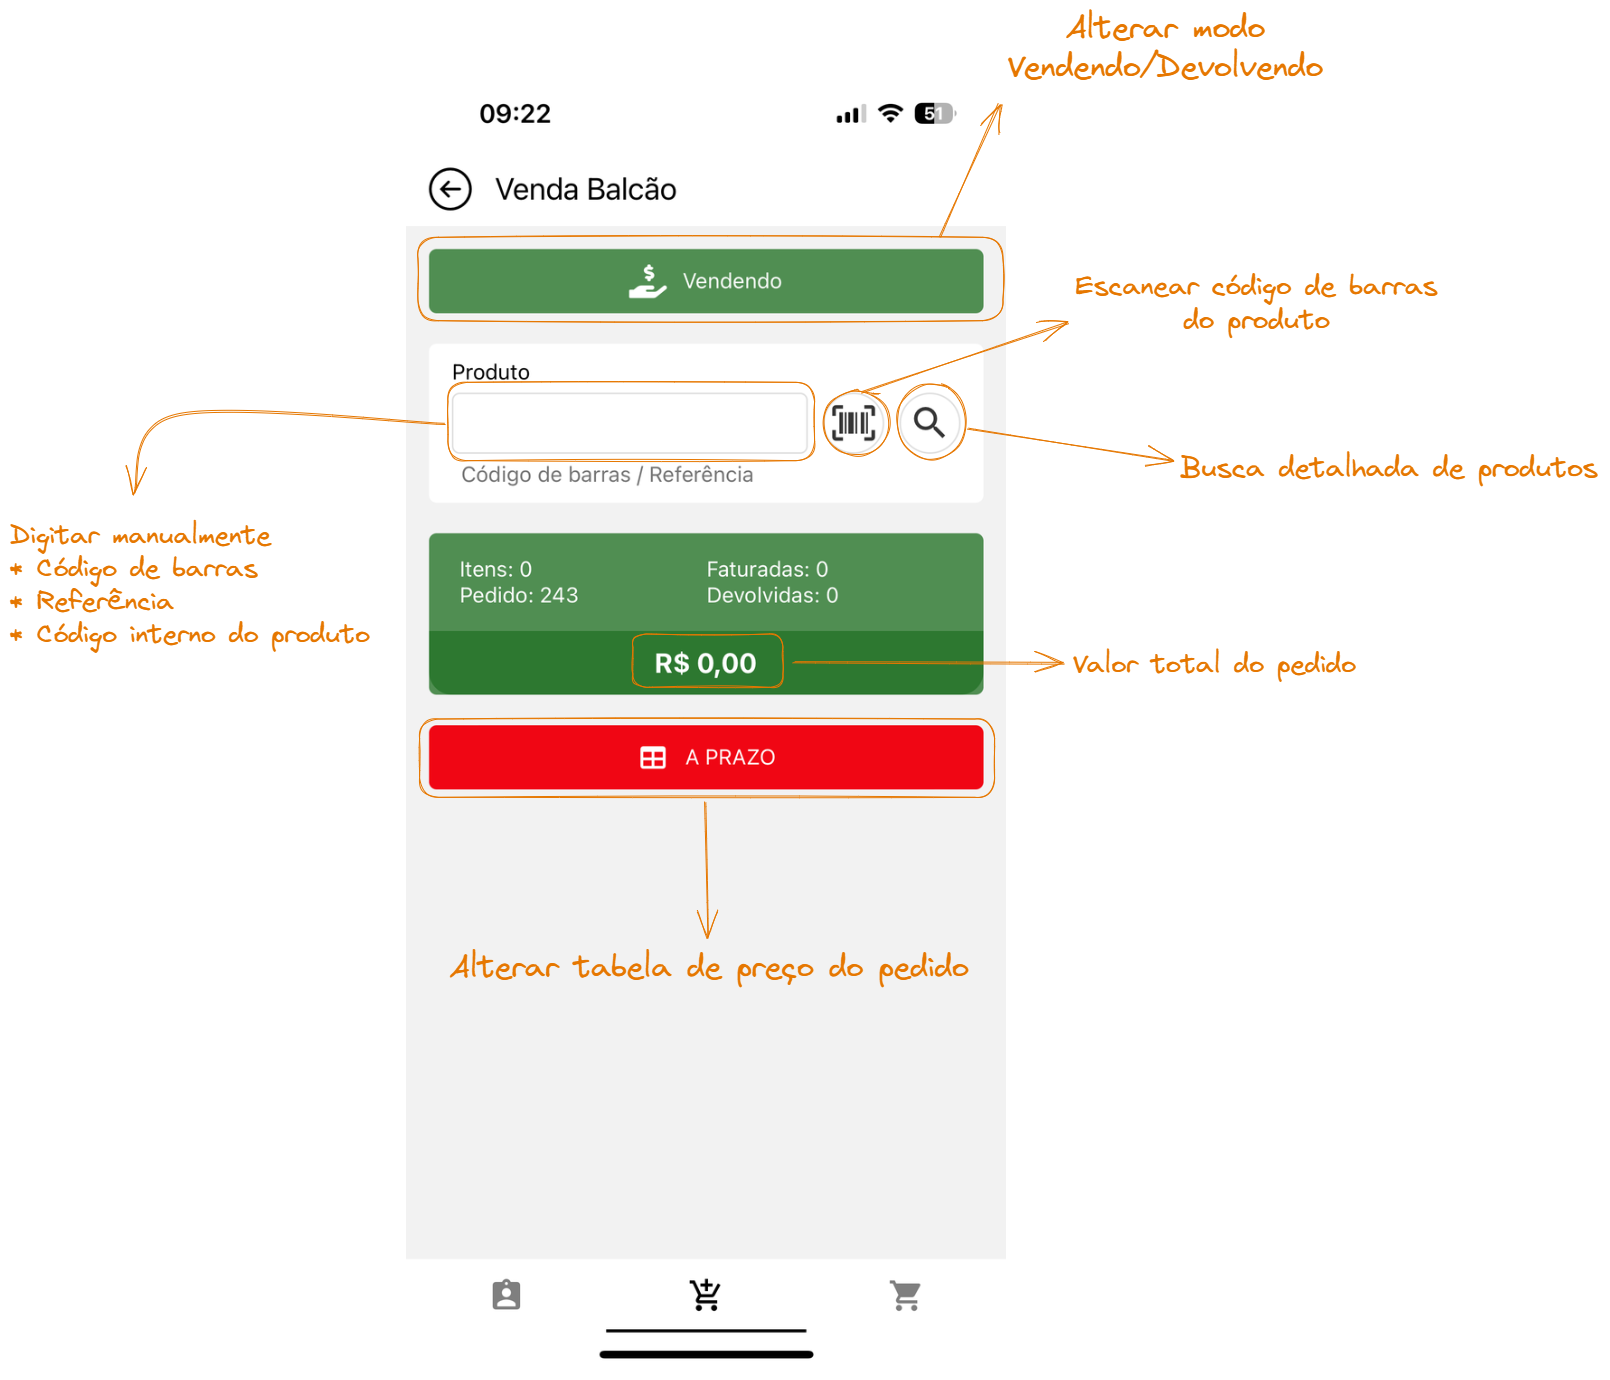 Alterar modo
Vendendo/Devolvendo
09:22
51
Venda Balcão
Vendendo
Escanear código de barras
do produto
Produto
Código de barras / Referência
Busca detalhada de produtos
Digitar manualmente
* Código de barras
* Referência
* Código interno do produto
Itens: 0
Faturadas: 0
Pedido: 243
Devolvidas: 0
R$ 0,00
Valor total do pedido
A PRAZO
Alterar tabela de preço do pedido